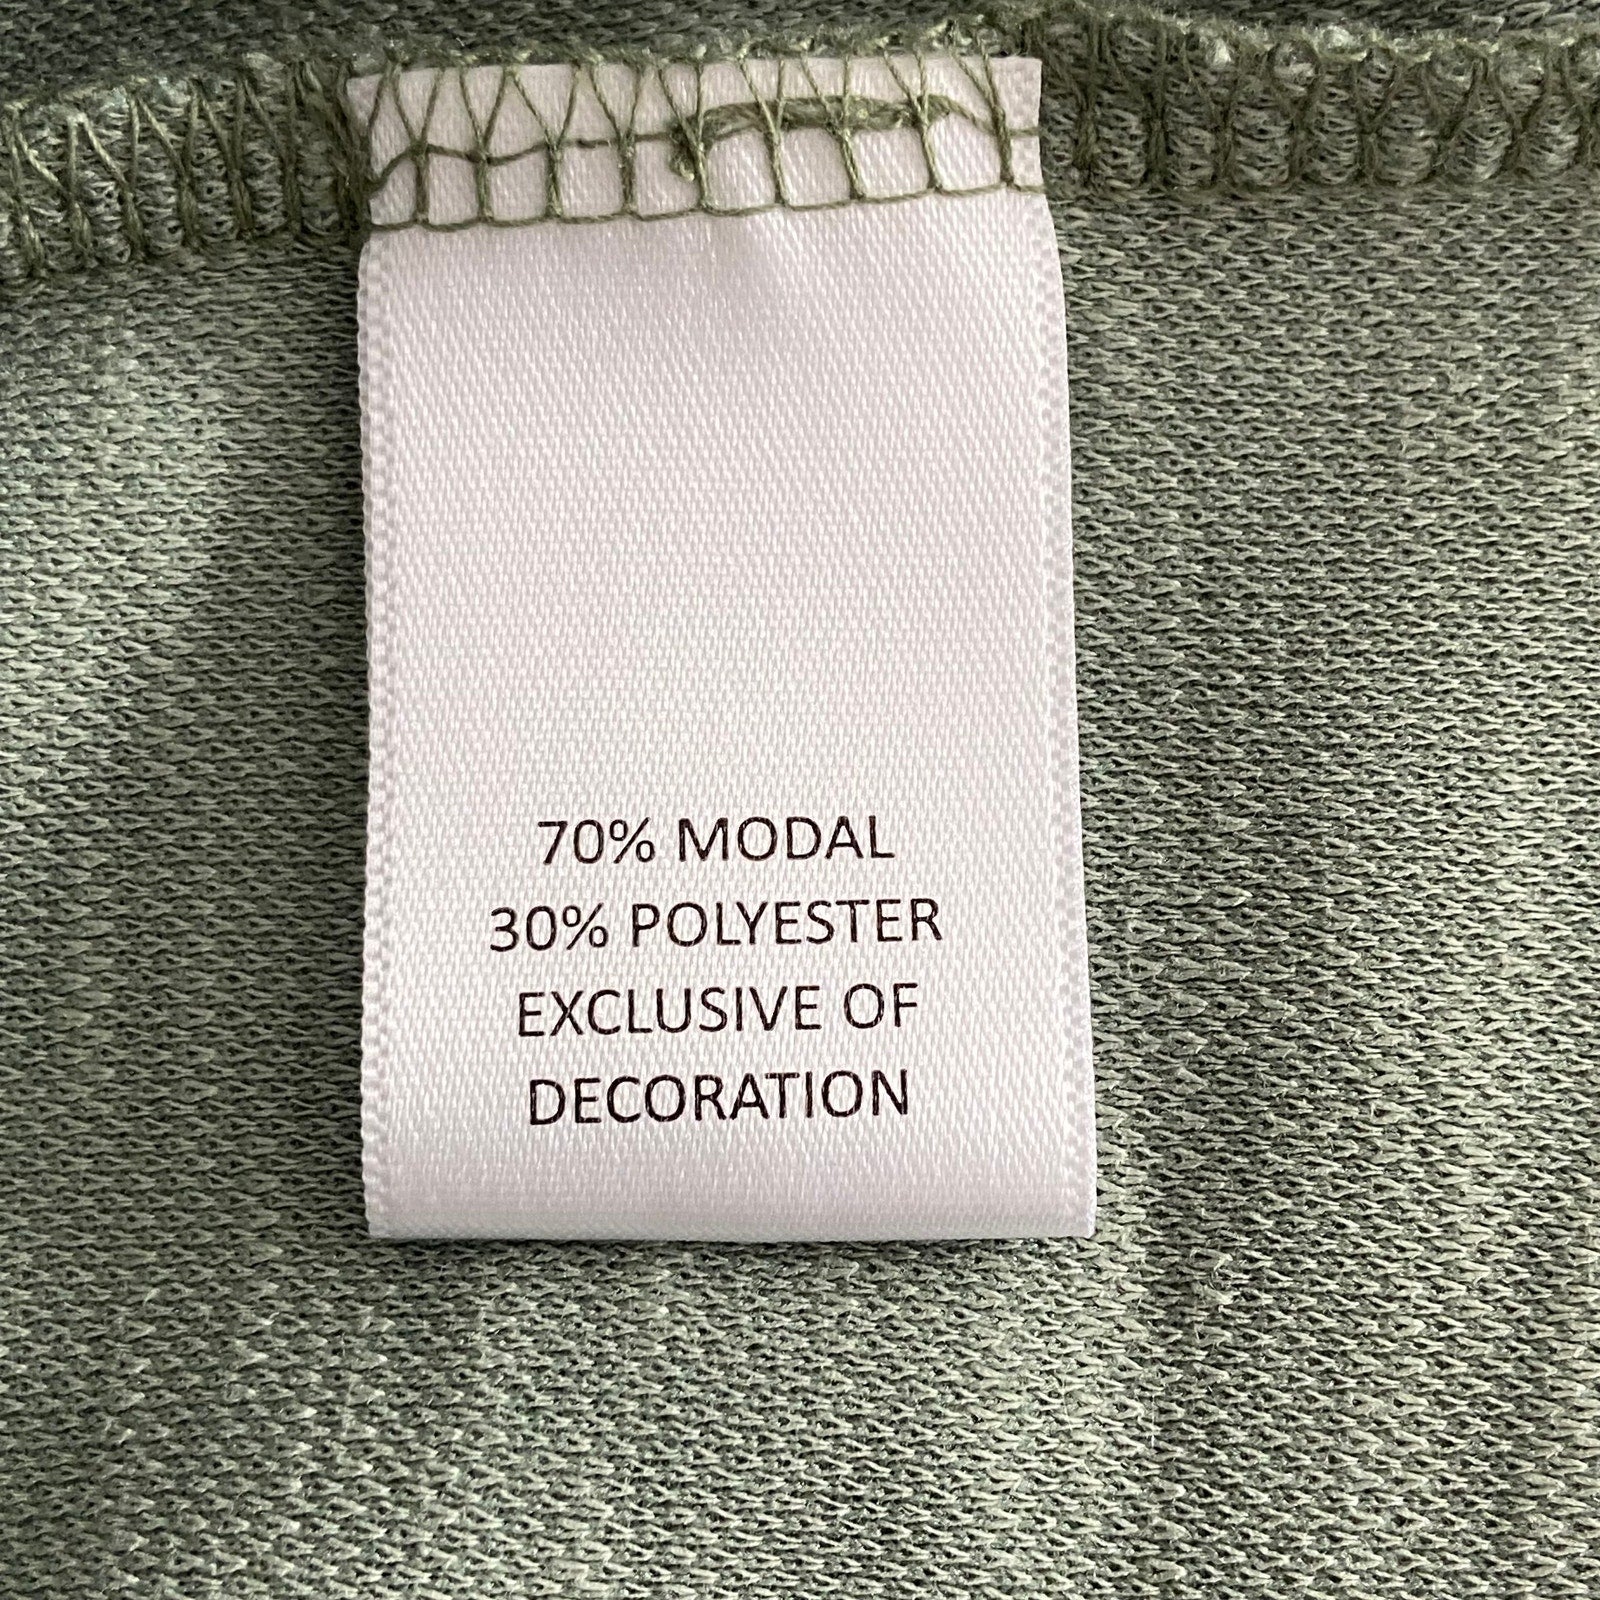 70% MODAL
30% POLYESTER
EXCLUSIVE OF
DECORATION